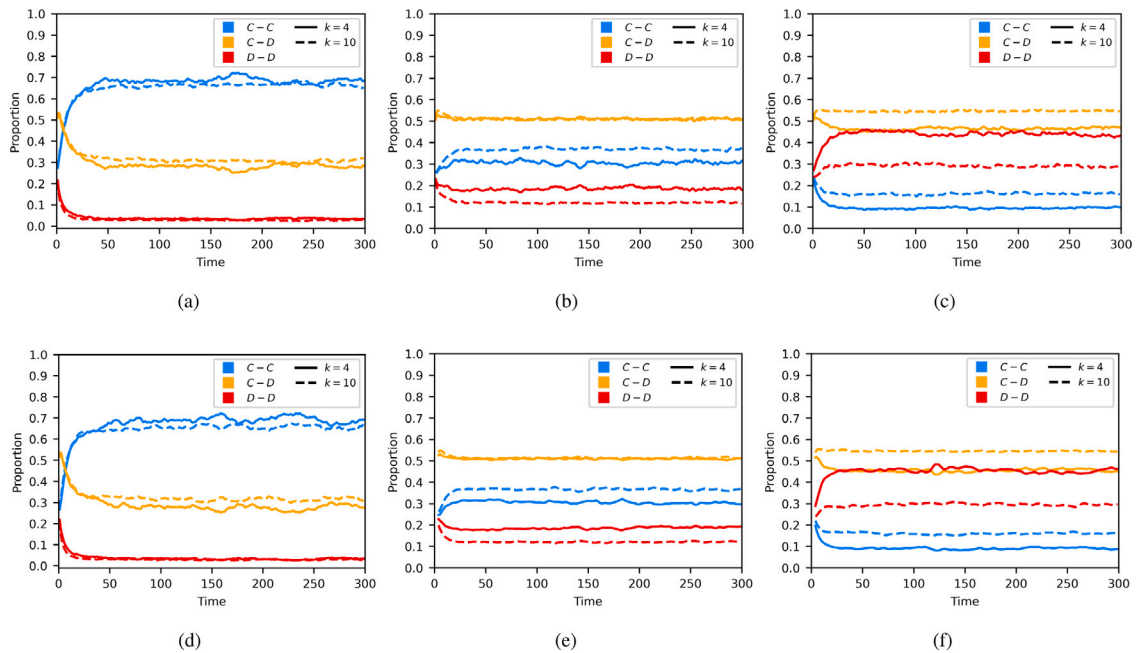 1.0
0.9
0.8
0.7
0.6
0.5
0.4
0.3
0.2
0.1
0.0
Proportion
C − C
k = 4
C − D
k = 10
D − D
0 50 100 150 200 250 300
Time
(a)
1.0
0.9
0.8
0.7
0.6
0.5
0.4
0.3
0.2
0.1
0.0
Proportion
C − C
k = 4
C − D
k = 10
D − D
0 50 100 150 200 250 300
Time
(b)
1.0
0.9
0.8
0.7
0.6
0.5
0.4
0.3
0.2
0.1
0.0
Proportion
C − C
k = 4
C − D
k = 10
D − D
0 50 100 150 200 250 300
Time
(c)
1.0
0.9
0.8
0.7
0.6
0.5
0.4
0.3
0.2
0.1
0.0
Proportion
C − C
k = 4
C − D
k = 10
D − D
0 50 100 150 200 250 300
Time
(d)
1.0
0.9
0.8
0.7
0.6
0.5
0.4
0.3
0.2
0.1
0.0
Proportion
C − C
k = 4
C − D
k = 10
D − D
0 50 100 150 200 250 300
Time
(e)
1.0
0.9
0.8
0.7
0.6
0.5
0.4
0.3
0.2
0.1
0.0
Proportion
C − C
k = 4
C − D
k = 10
D − D
0 50 100 150 200 250 300
Time
(f)